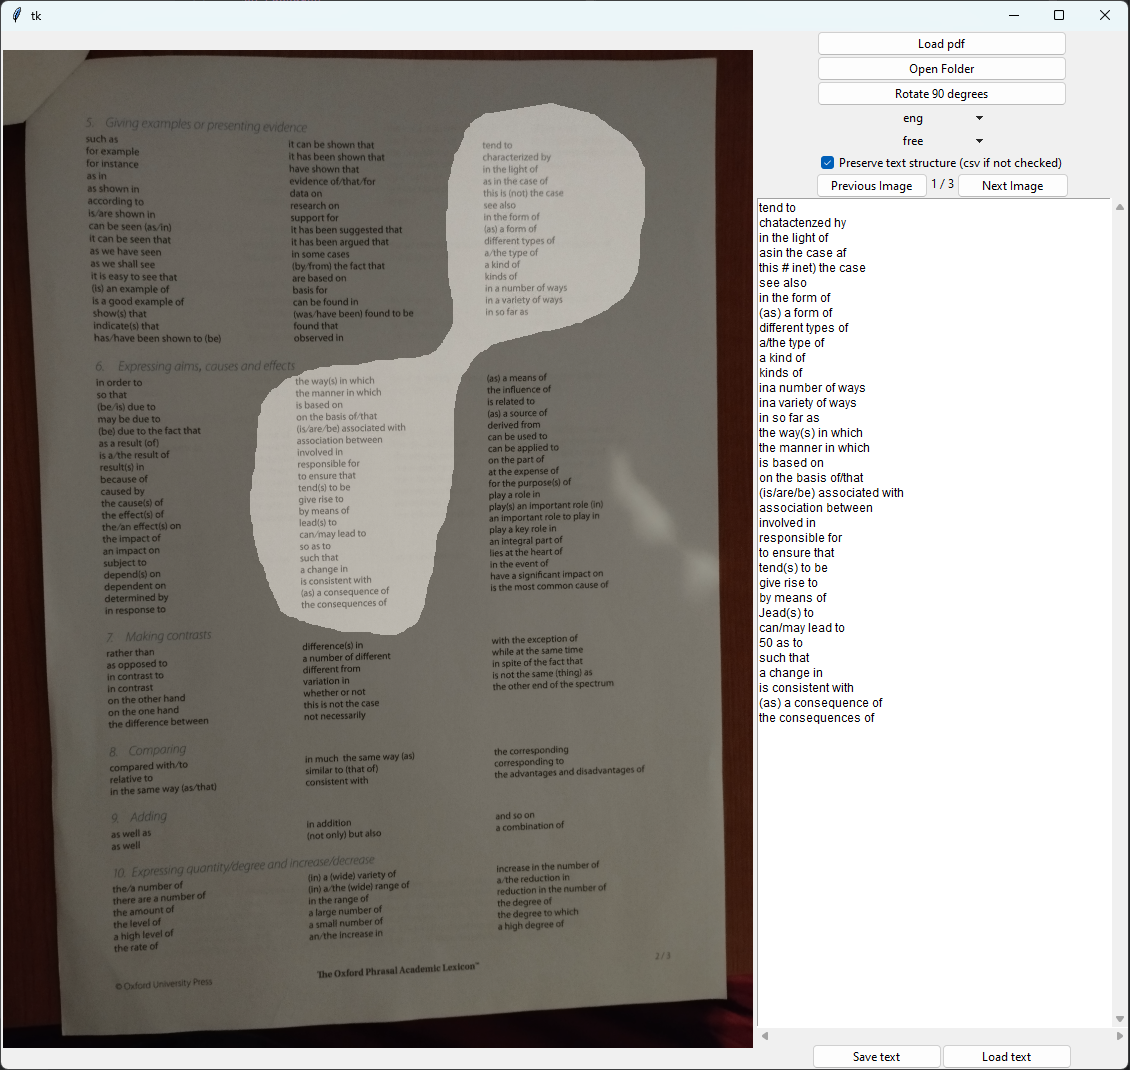 tk
5. Giving examples or presenting evidence
such as
for example
for instance
as in
as shown in
according to
is/are shown in
can be seen (as/in)
it can be seen that
as we have seen
as we shall see
it is easy to see that
(is) an example of
is a good example of
show(s) that
indicate(s) that
has/have been shown to (be)
it can be shown that
it has been shown that
have shown that
evidence of/that/for
data on
research on
support for
it has been suggested that
it has been argued that
in some cases
(by/from) the fact that
are based on
basis for
can be found in
(was/have been) found to be
found that
observed in
tend to
characterized by
in the light of
as in the case of
this is (not) the case
see also
in the form of
(as) a form of
different types of
a/the type of
a kind of
kinds of
in a number of ways
in a variety of ways
in so far as
6. Expressing aims, causes and effects
in order to
so that
(be/is) due to
may be due to
(be) due to the fact that
as a result (of)
is a/the result of
result(s) in
because of
caused by
the cause(s) of
the effect(s) of
the/an effect(s) on
the impact of
an impact on
subject to
depend(s) on
dependent on
determined by
in response to
the way(s) in which
the manner in which
is based on
on the basis of/that
(is/are/be) associated with
association between
involved in
responsible for
to ensure that
tend(s) to be
give rise to
by means of
lead(s) to
can/may lead to
so as to
such that
a change in
is consistent with
(as) a consequence of
the consequences of
(as) a means of
the influence of
is related to
(as) a source of
derived from
can be used to
can be applied to
on the part of
at the expense of
for the purpose(s) of
play a role in
play(s) an important role (in)
an important role to play in
play a key role in
an integral part of
lies at the heart of
in the event of
have a significant impact on
is the most common cause of
7. Making contrasts
rather than
as opposed to
in contrast to
in contrast
on the other hand
on the one hand
the difference between
difference(s) in
a number of different
different from
variation in
whether or not
this is not the case
not necessarily
with the exception of
while at the same time
in spite of the fact that
is not the same (thing) as
the other end of the spectrum
8. Comparing
compared with/to
relative to
in the same way (as/that)
in much the same way (as)
similar to (that of)
consistent with
the corresponding
corresponding to
the advantages and disadvantages of
9. Adding
as well as
as well
in addition
(not only) but also
and so on
a combination of
10. Expressing quantity/degree and increase/decrease
the/a number of
there are a number of
the amount of
the level of
a high level of
the rate of
(in) a (wide) variety of
(in) a/the (wide) range of
in the range of
a large number of
a small number of
an/the increase in
increase in the number of
a/the reduction in
reduction in the number of
the degree of
the degree to which
a high degree of
2 / 3
The Oxford Phrasal Academic Lexicon™
© Oxford University Press
Load pdf
Open Folder
Rotate 90 degrees
eng
free
Preserve text structure (csv if not checked)
Previous Image 1 / 3 Next Image
tend to
chatactenzed hy
in the light of
asin the case af
this # inet) the case
see also
in the form of
(as) a form of
different types of
a/the type of
a kind of
kinds of
ina number of ways
ina variety of ways
in so far as
the way(s) in which
the manner in which
is based on
on the basis of/that
(is/are/be) associated with
association between
involved in
responsible for
to ensure that
tend(s) to be
give rise to
by means of
Jead(s) to
can/may lead to
50 as to
such that
a change in
is consistent with
(as) a consequence of
the consequences of
Save text Load text